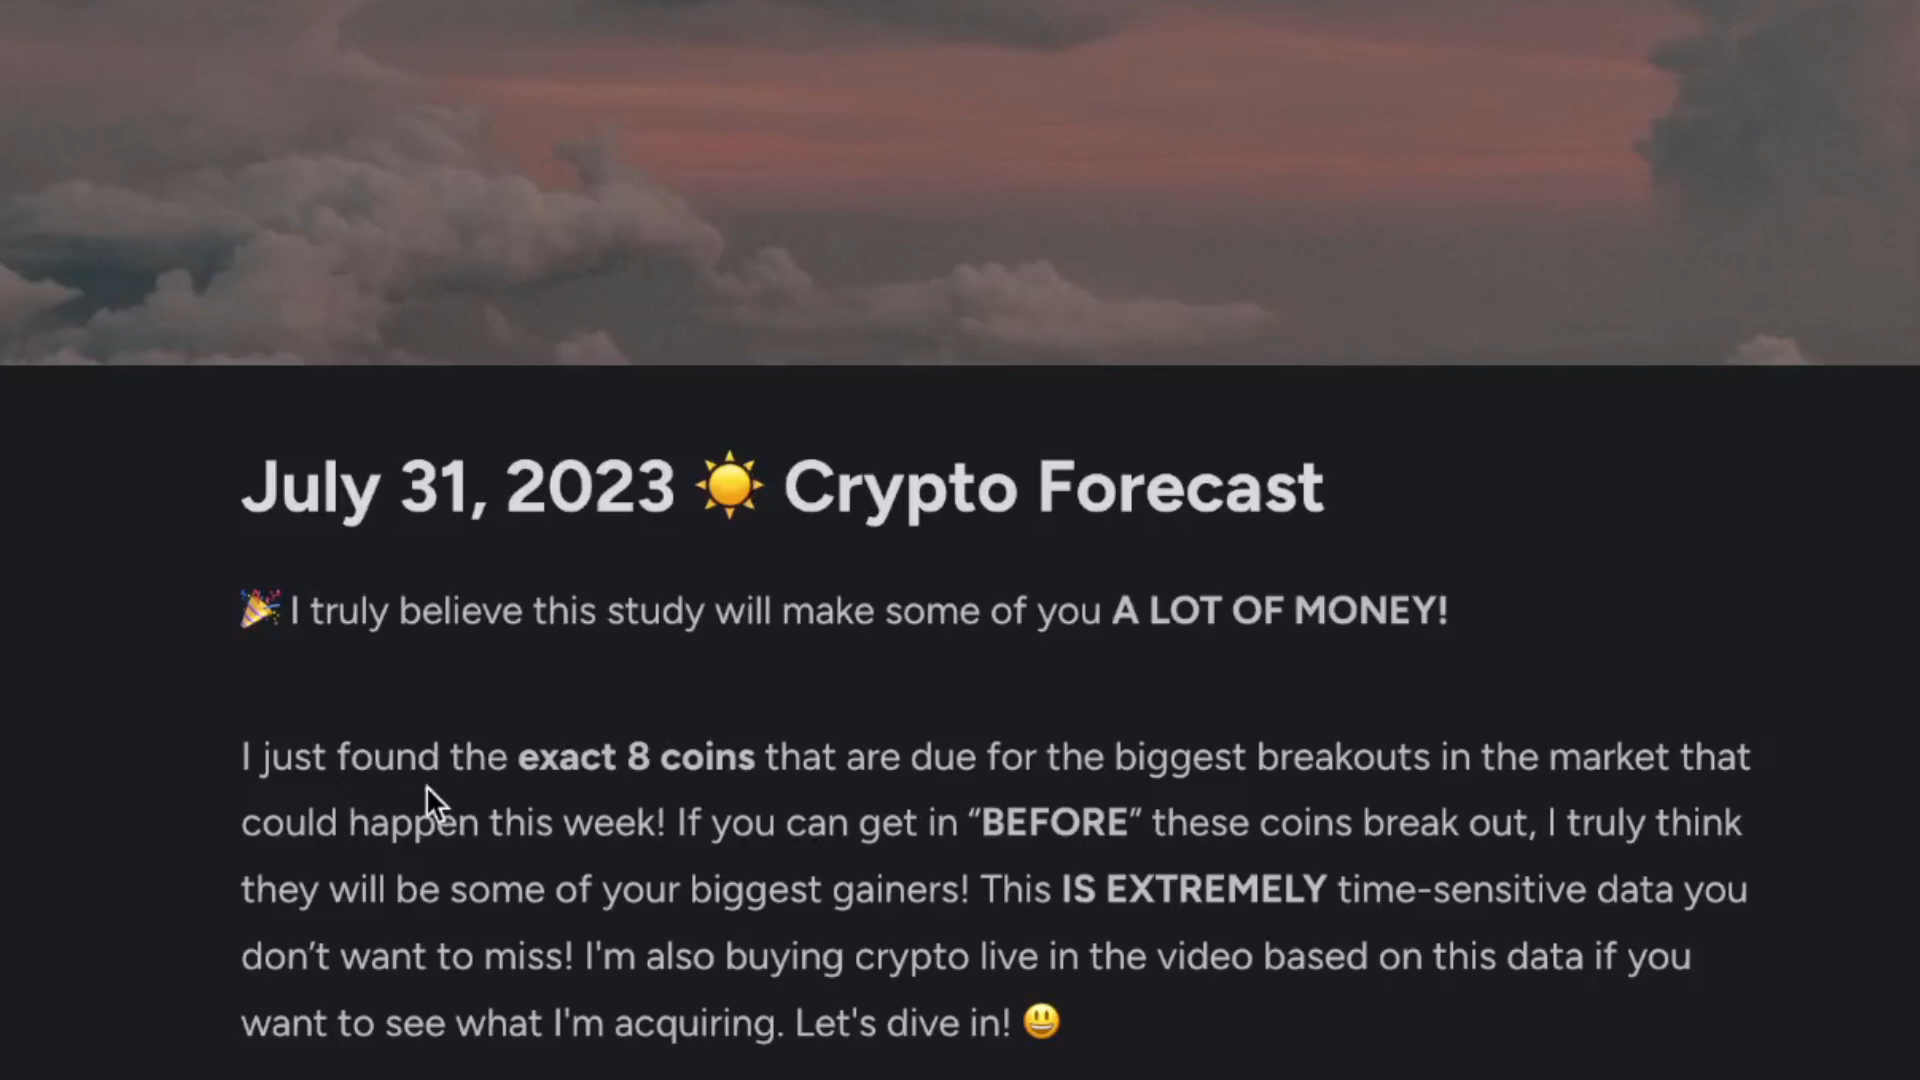 July 31, 2023 ☀️ Crypto Forecast
🎉 I truly believe this study will make some of you A LOT OF MONEY!
I just found the exact 8 coins that are due for the biggest breakouts in the market that
could happen this week! If you can get in “BEFORE” these coins break out, I truly think
they will be some of your biggest gainers! This IS EXTREMELY time-sensitive data you
don’t want to miss! I'm also buying crypto live in the video based on this data if you
want to see what I'm acquiring. Let's dive in! 😃